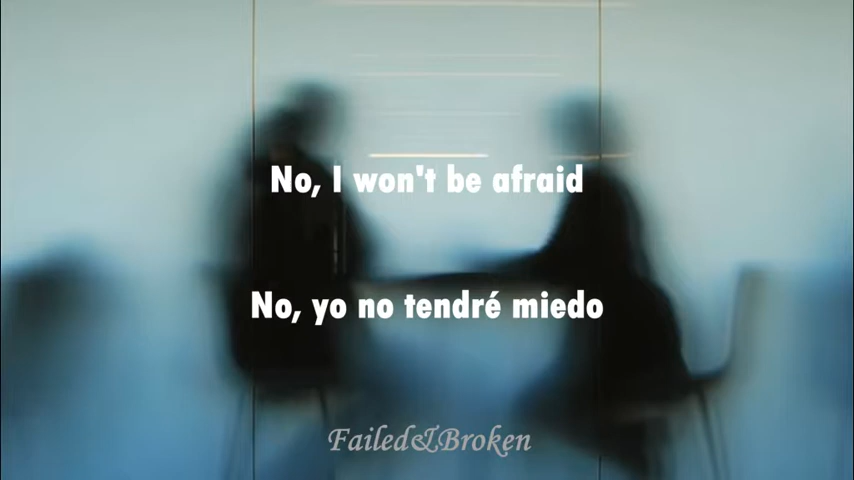 No, I won't be afraid
No, yo no tendré miedo
Failed&Broken